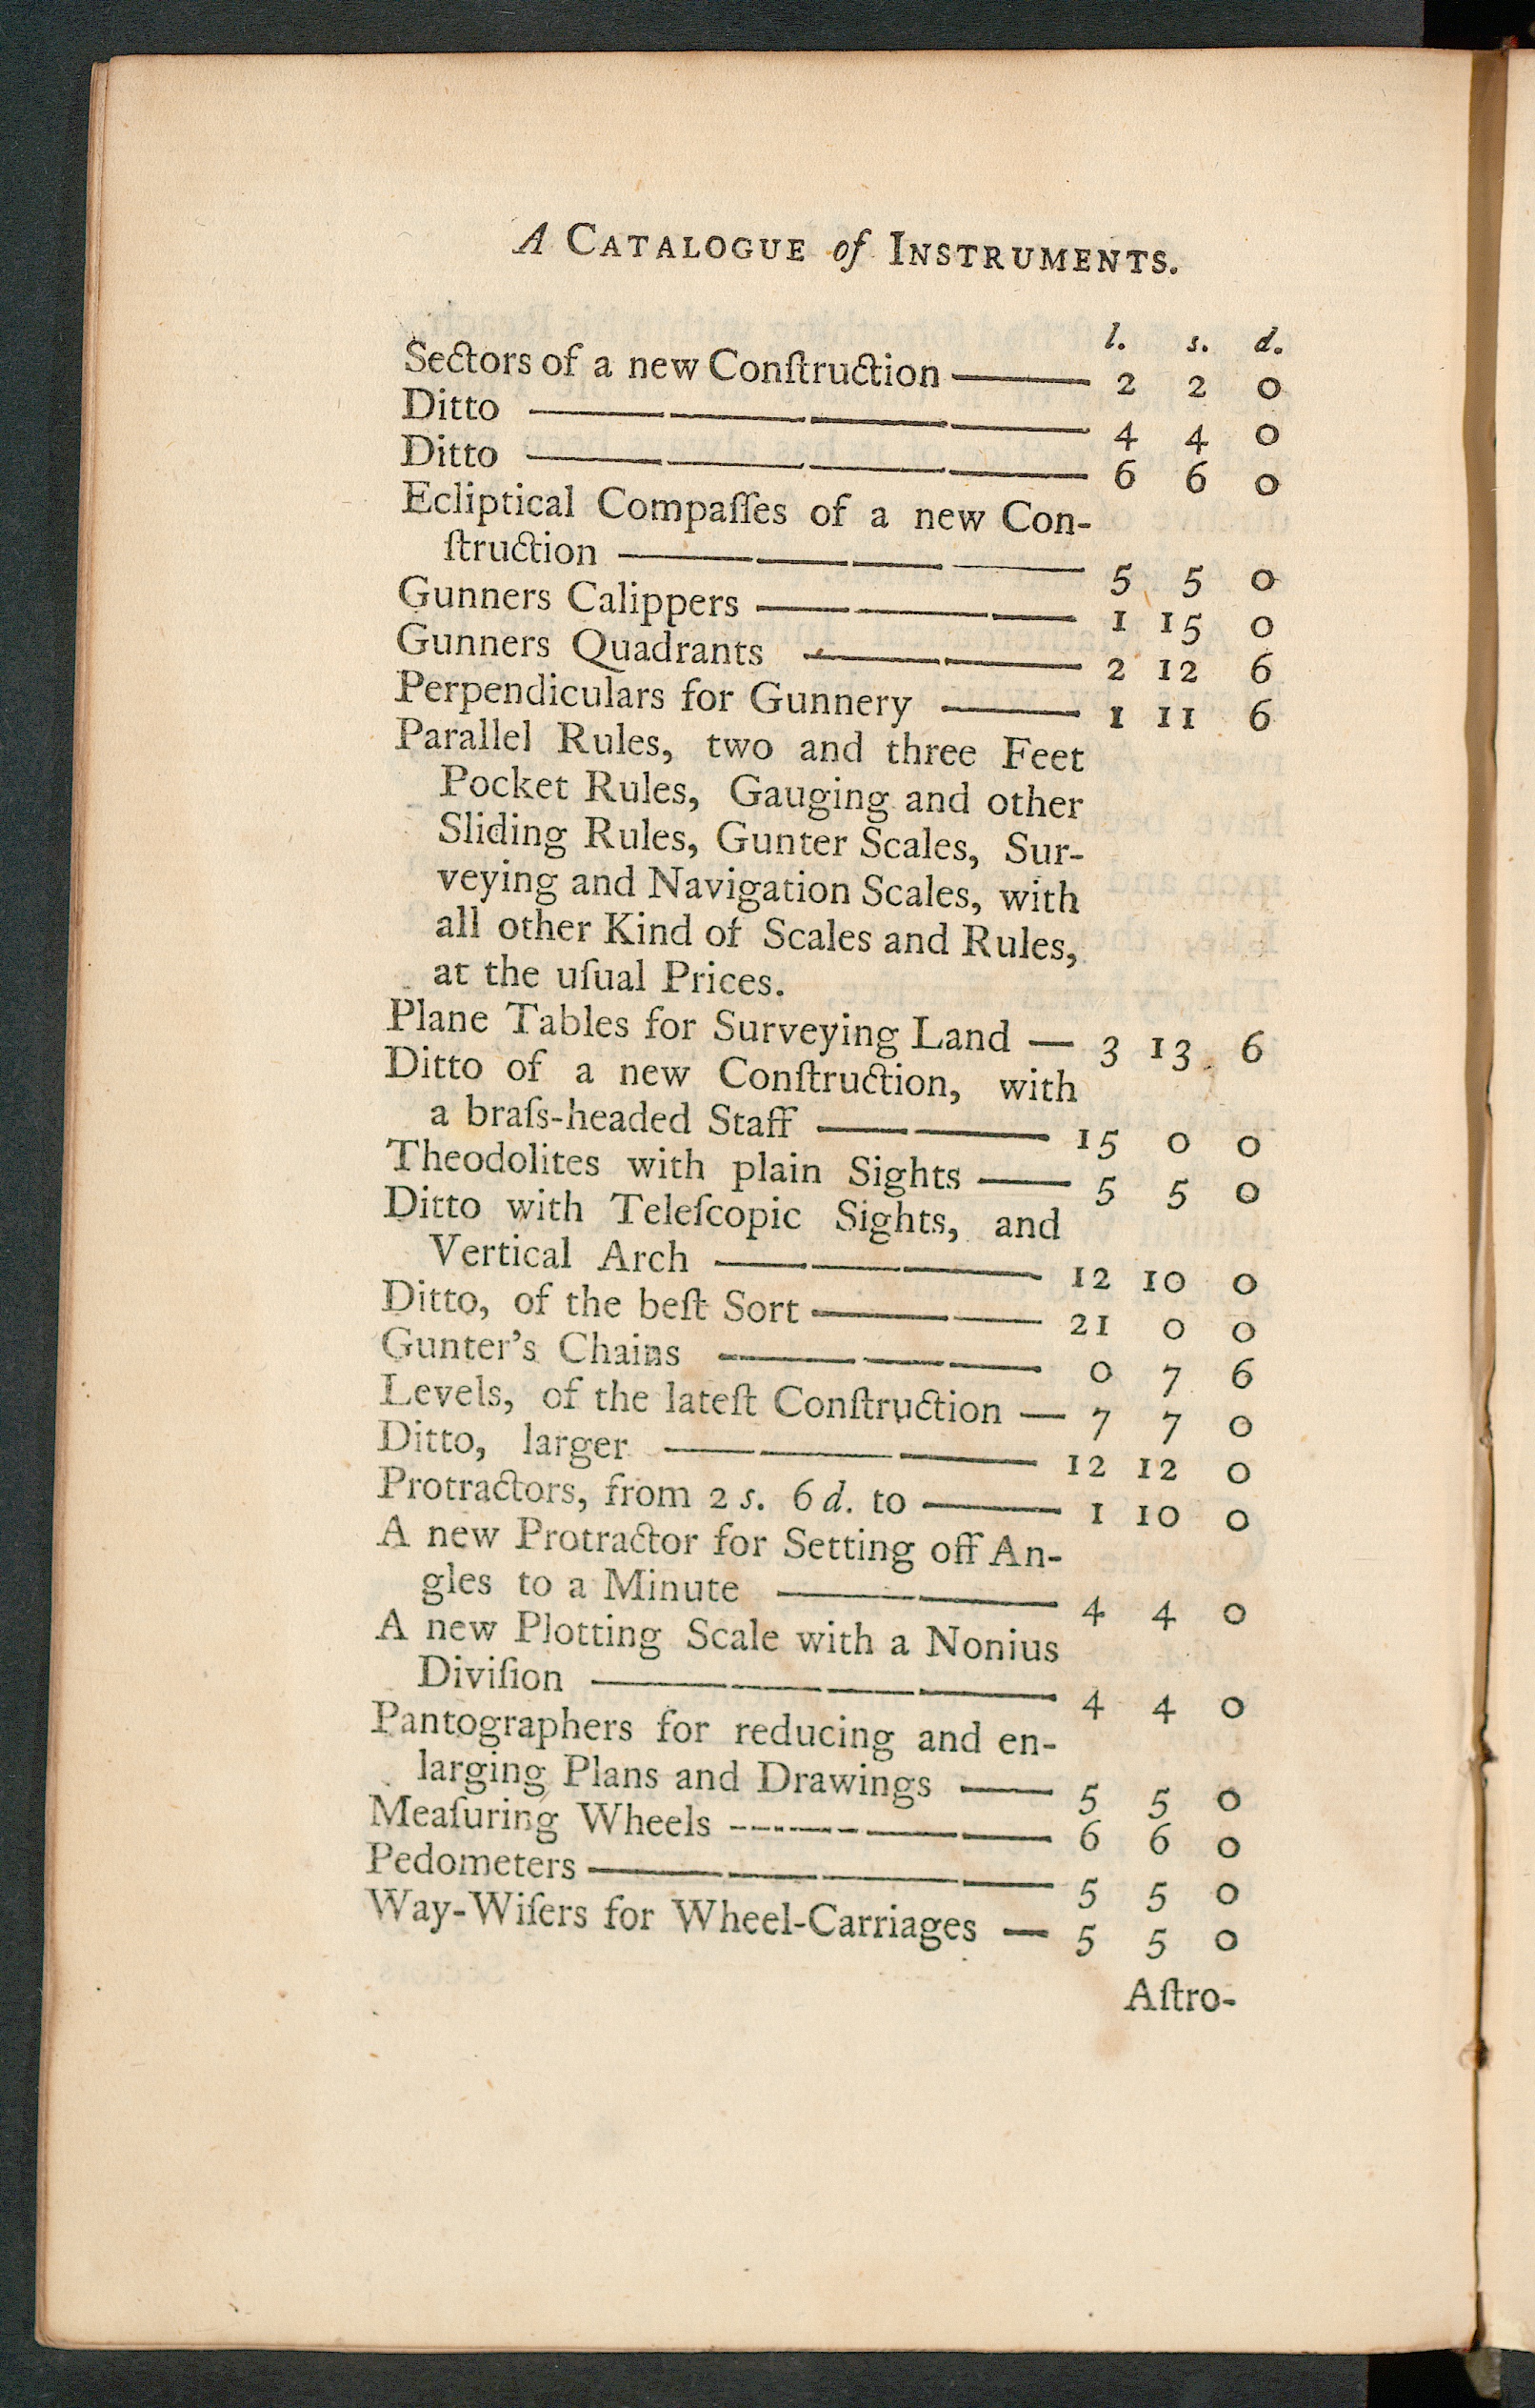 A CATALOGUE of INSTRUMENTS.
l. s. d.
Sectors of a new Conſtruction —— 2 2 0
Ditto — — — — 4 4 0
Ditto — — — — 6 6 0
Ecliptical Compaſſes of a new Con-
ſtruction — — — — 5 5 0
Gunners Calippers — — — 1 15 0
Gunners Quadrants — — 2 12 6
Perpendiculars for Gunnery —— 1 11 6
Parallel Rules, two and three Feet
Pocket Rules, Gauging and other
Sliding Rules, Gunter Scales, Sur-
veying and Navigation Scales, with
all other Kind of Scales and Rules,
at the uſual Prices.
Plane Tables for Surveying Land — 3 13 6
Ditto of a new Conſtruction, with
a braſs-headed Staff — — 15 0 0
Theodolites with plain Sights — 5 5 0
Ditto with Teleſcopic Sights, and
Vertical Arch — — — 12 10 0
Ditto, of the beſt Sort — — 21 0 0
Gunter's Chains — — — 0 7 6
Levels, of the lateſt Conſtruction — 7 7 0
Ditto, larger — — — 12 12 0
Protractors, from 2 s. 6 d. to —— 1 10 0
A new Protractor for Setting off An-
gles to a Minute — — 4 4 0
A new Plotting Scale with a Nonius
Diviſion — — — — 4 4 0
Pantographers for reducing and en-
larging Plans and Drawings — 5 5 0
Meaſuring Wheels ---- — — 6 6 0
Pedometers — — — — 5 5 0
Way-Wiſers for Wheel-Carriages — 5 5 0
Aſtro-